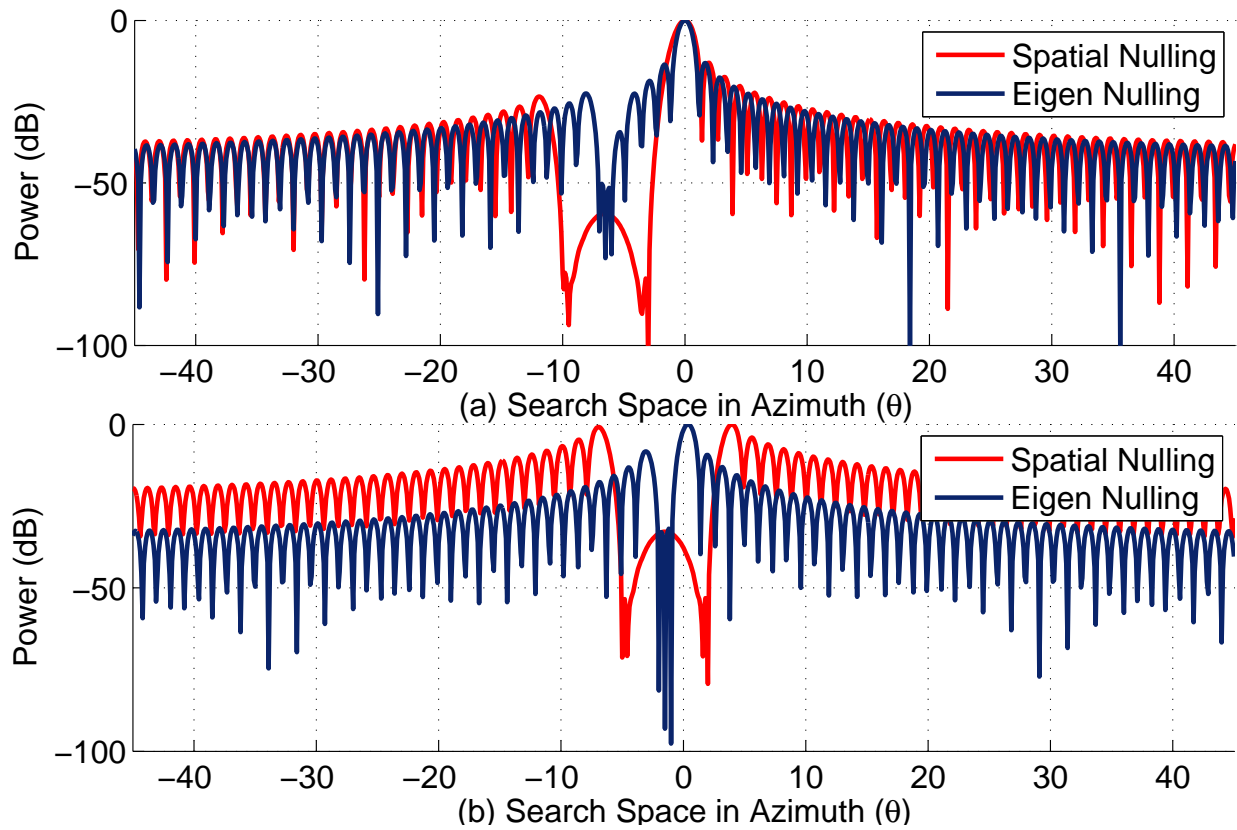 0
−50
−100
Power (dB)
Spatial Nulling
Eigen Nulling
−40 −30 −20 −10 0 10 20 30 40
(a) Search Space in Azimuth (θ)
0
−50
−100
Power (dB)
Spatial Nulling
Eigen Nulling
−40 −30 −20 −10 0 10 20 30 40
(b) Search Space in Azimuth (θ)